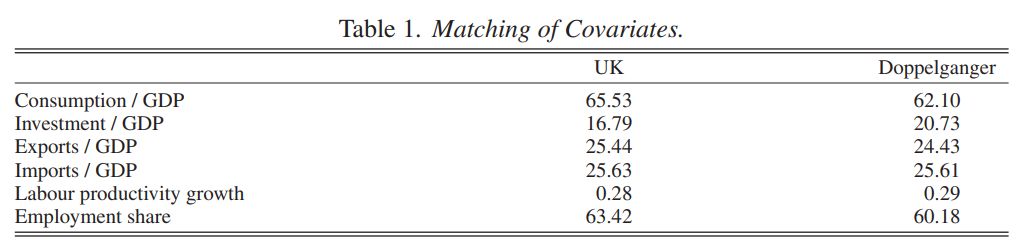 Table 1. Matching of Covariates.
UK Doppelganger
Consumption / GDP 65.53 62.10
Investment / GDP 16.79 20.73
Exports / GDP 25.44 24.43
Imports / GDP 25.63 25.61
Labour productivity growth 0.28 0.29
Employment share 63.42 60.18